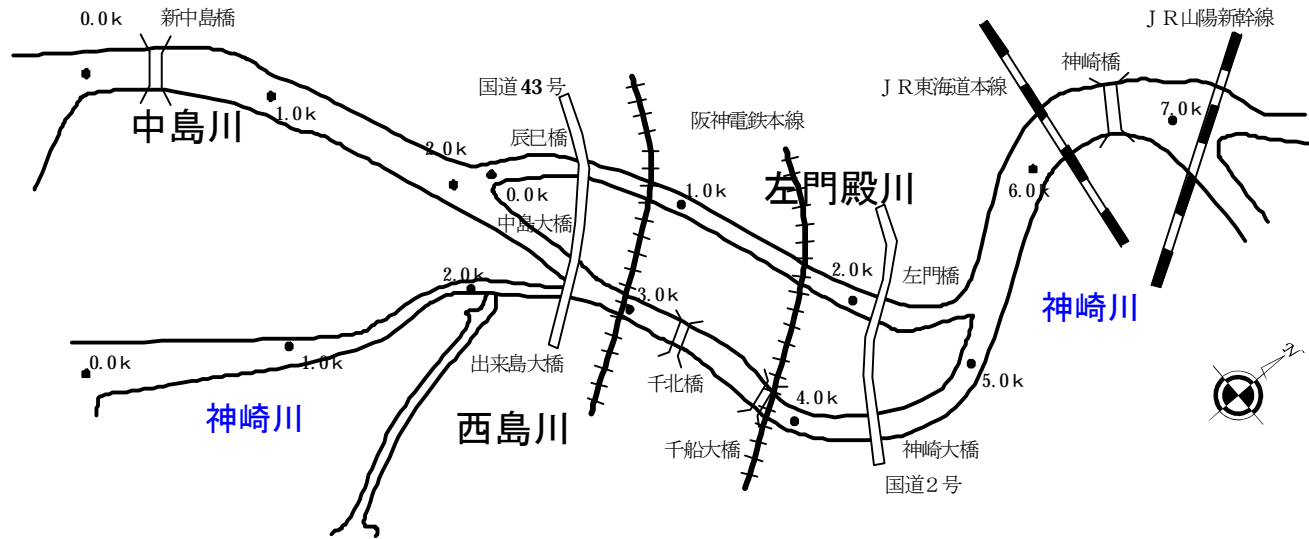 0.0k
新中島橋
1.0k
中島川
2.0k
0.0k
国道43号
辰巳橋
中島大橋
阪神電鉄本線
1.0k
左門殿川
2.0k
左門橋
JR東海道本線
神崎橋
JR山陽新幹線
7.0k
6.0k
神崎川
5.0k
2.0k
3.0k
0.0k
1.0k
神崎川
西島川
出来島大橋
千北橋
千船大橋
4.0k
神崎大橋
国道2号
N